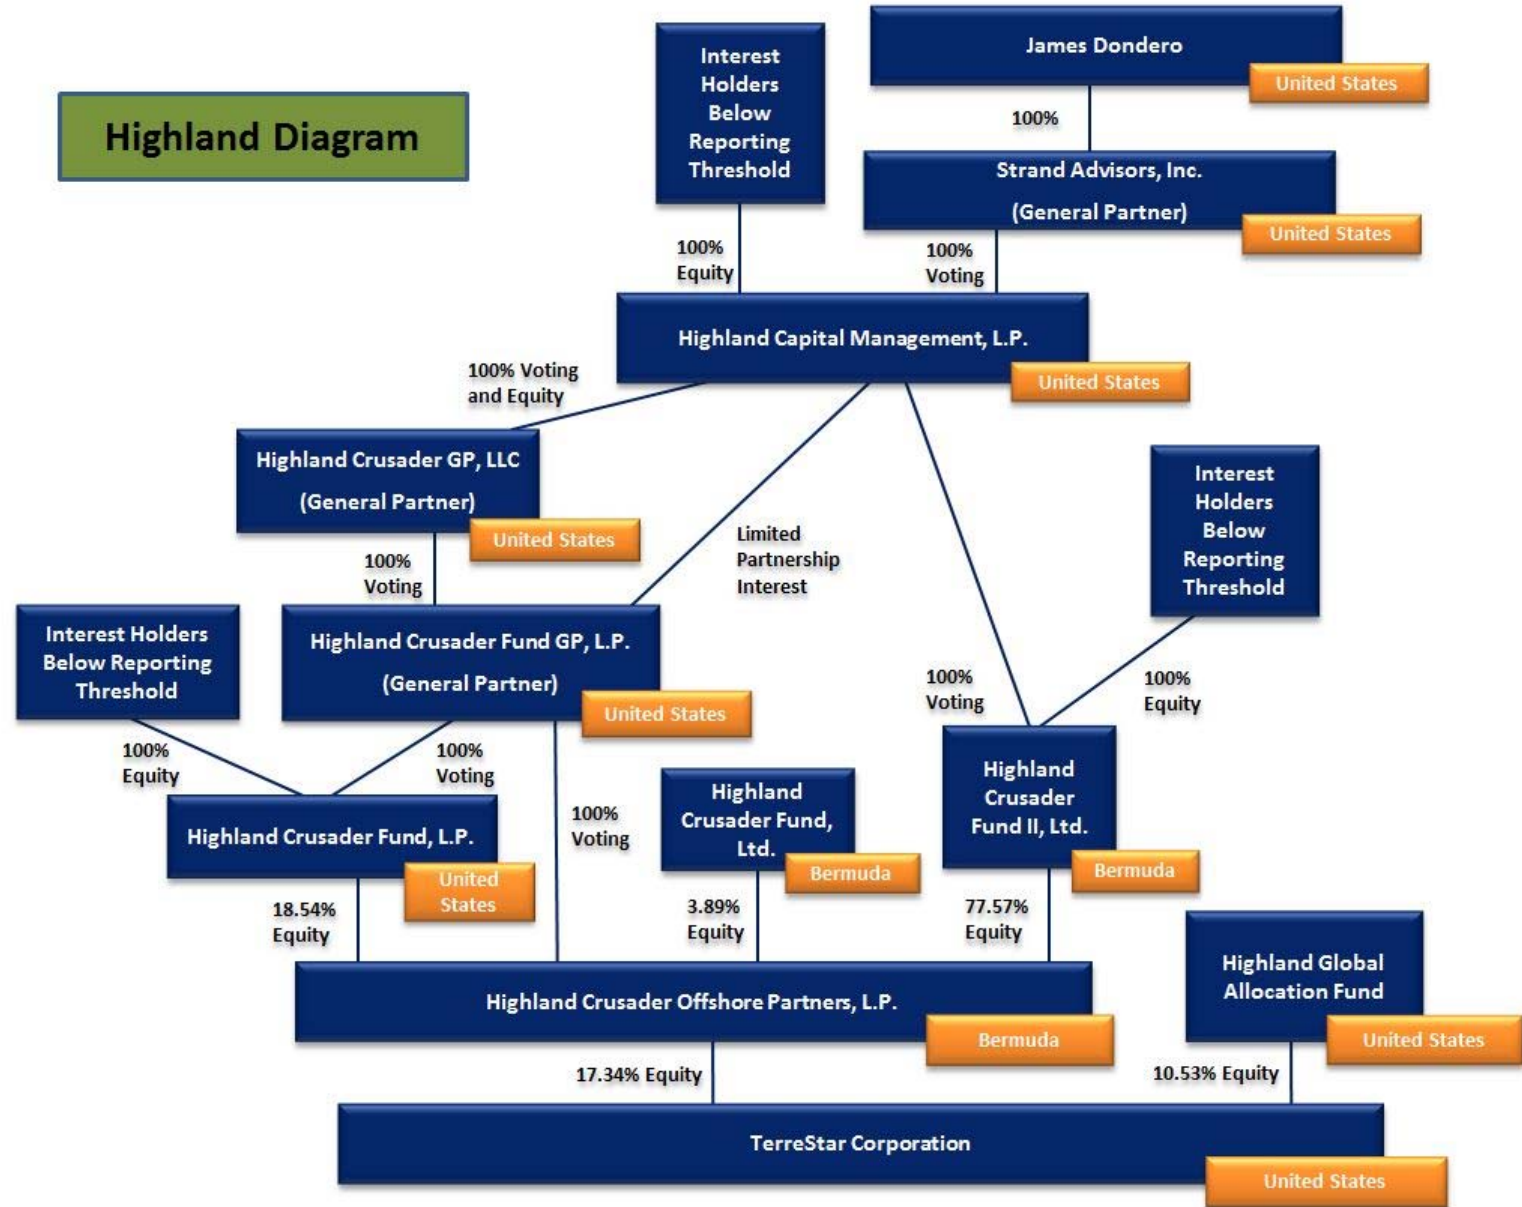 Highland Diagram
Interest
Holders
Below
Reporting
Threshold
James Dondero
United States
100%
Strand Advisors, Inc.
(General Partner)
United States
100%
Equity
100%
Voting
Highland Capital Management, L.P.
United States
100% Voting
and Equity
Highland Crusader GP, LLC
(General Partner)
United States
Limited
Partnership
Interest
Interest
Holders
Below
Reporting
Threshold
100%
Voting
Interest Holders
Below Reporting
Threshold
Highland Crusader Fund GP, L.P.
(General Partner)
United States
100%
Voting
100%
Equity
100%
Equity
100%
Voting
100%
Voting
Highland Crusader Fund, L.P.
United
States
Highland
Crusader Fund,
Ltd.
Bermuda
Highland
Crusader
Fund II, Ltd.
Bermuda
18.54%
Equity
3.89%
Equity
77.57%
Equity
Highland Global
Allocation Fund
United States
Highland Crusader Offshore Partners, L.P.
Bermuda
17.34% Equity
10.53% Equity
TerreStar Corporation
United States